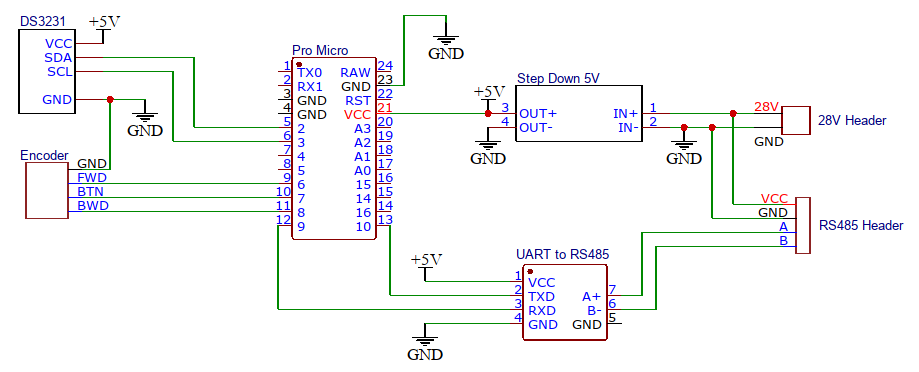 DS3231
+5V
VCC
SDA
SCL
GND
GND
Encoder
GND
FWD
BTN
BWD
Pro Micro
1 TX0 RAW 24
2 RX1 GND 23
3 GND RST 22
4 GND VCC 21
5 2 A3 20
6 3 A2 19
7 4 A1 18
8 5 A0 17
9 6 15 16
10 7 14 15
11 8 16 14
12 9 10 13
GND
Step Down 5V
+5V
3 OUT+ IN+ 1
4 OUT- IN- 2
GND
GND
28V
GND
28V Header
VCC
GND
A
B
RS485 Header
UART to RS485
+5V
1 VCC
2 TXD A+ 7
3 RXD B- 6
4 GND GND 5
GND